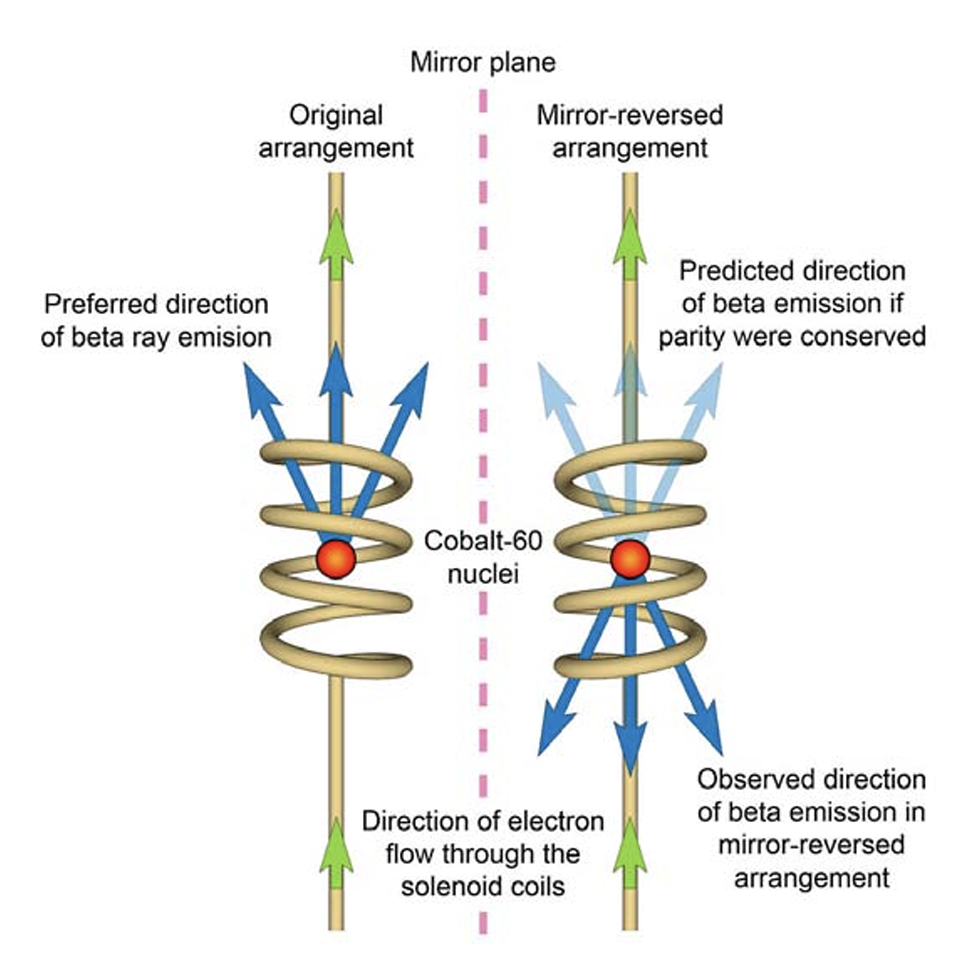 Mirror plane
Original
arrangement
Mirror-reversed
arrangement
Preferred direction
of beta ray emision
Predicted direction
of beta emission if
parity were conserved
Cobalt-60
nuclei
Direction of electron
flow through the
solenoid coils
Observed direction
of beta emission in
mirror-reversed
arrangement